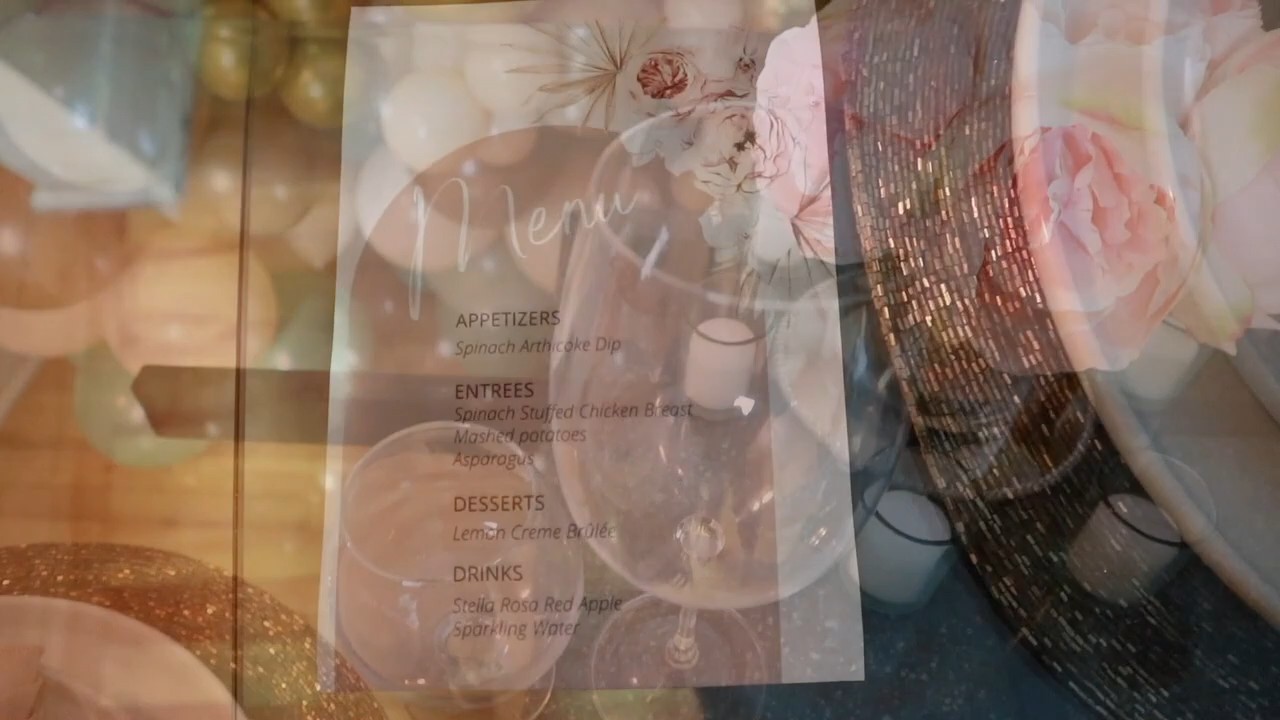 Menu
APPETIZERS
Spinach Arthicoke Dip
ENTREES
Spinach Stuffed Chicken Breast
Mashed potatoes
Asparagus
DESSERTS
Lemon Creme Brûlée
DRINKS
Stella Rosa Red Apple
Sparkling Water